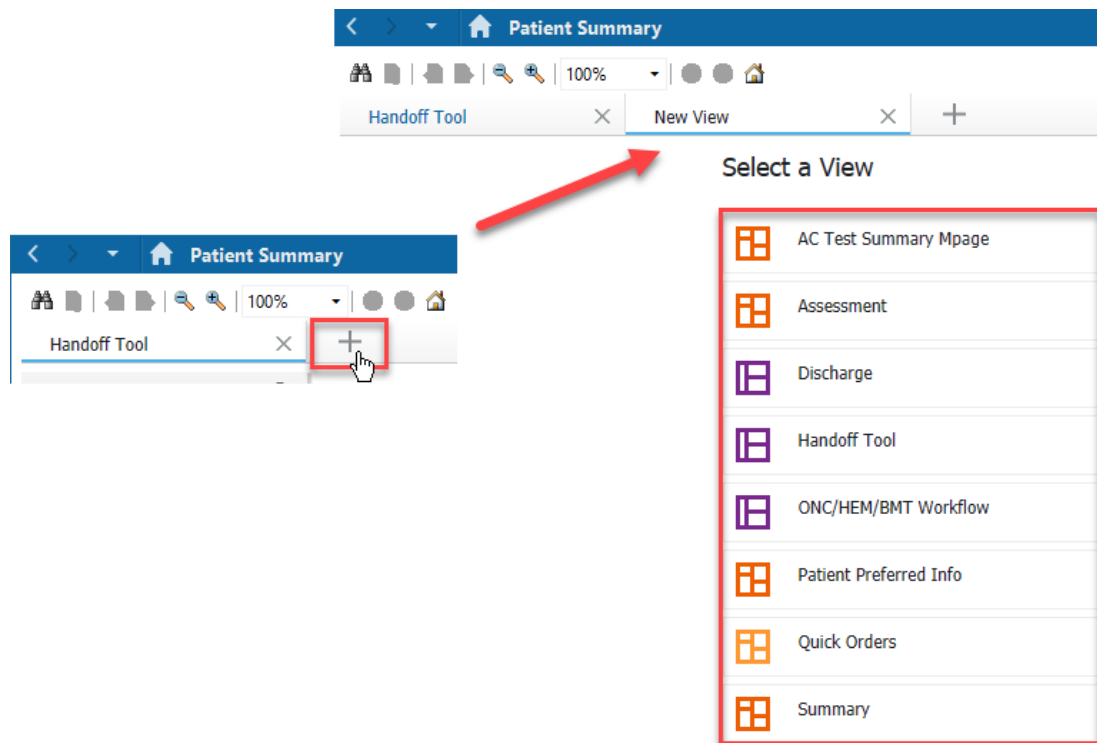 Patient Summary
100%
Handoff Tool
New View
Select a View
AC Test Summary Mpage
Assessment
Discharge
Handoff Tool
ONC/HEM/BMT Workflow
Patient Preferred Info
Quick Orders
Summary
Patient Summary
100%
Handoff Tool